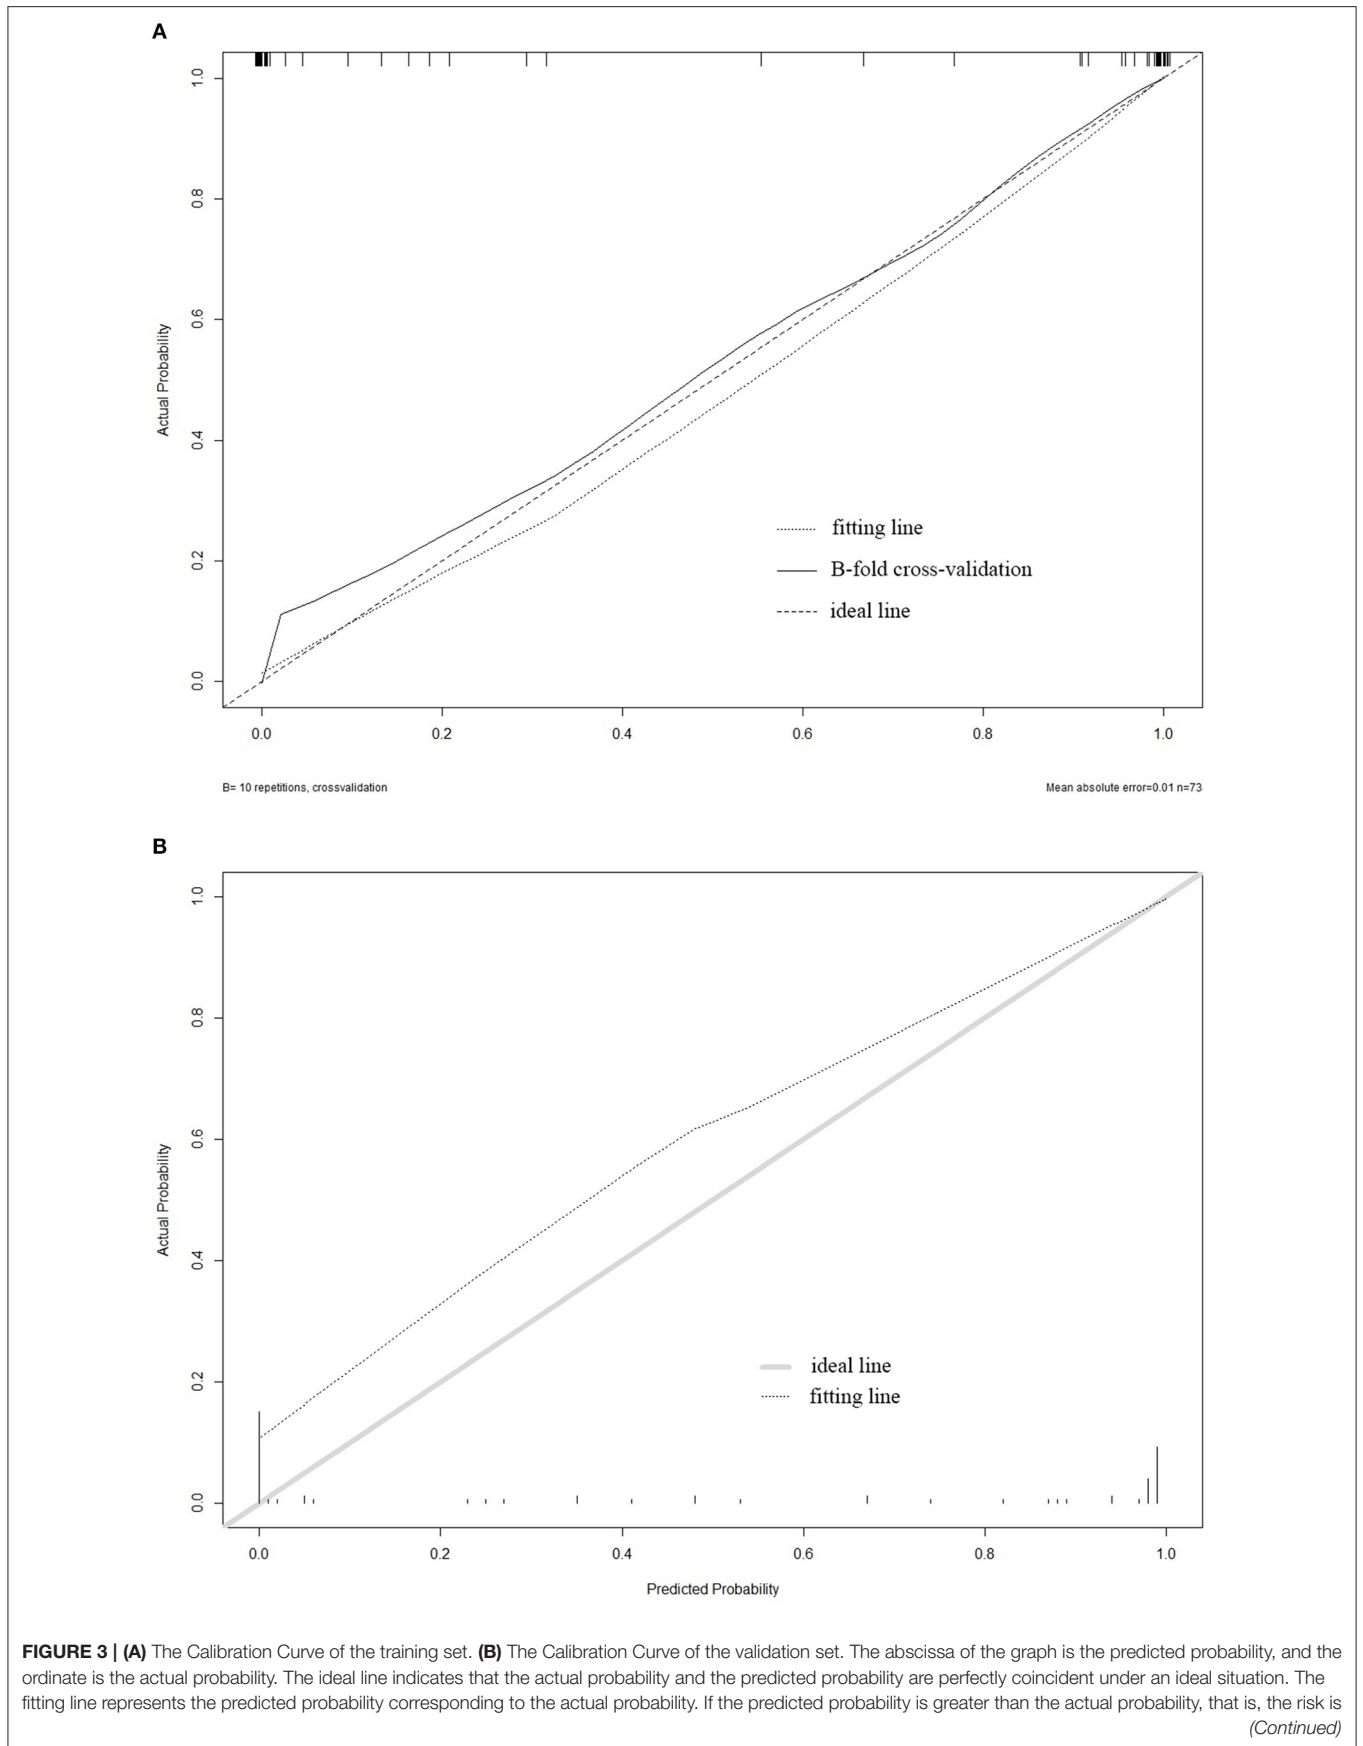 A
1.0
0.8
0.6
0.4
0.2
0.0
Actual Probability
fitting line
B-fold cross-validation
ideal line
0.0 0.2 0.4 0.6 0.8 1.0
B= 10 repetitions, crossvalidation Mean absolute error=0.01 n=73
B
1.0
0.8
0.6
0.4
0.2
0.0
Actual Probability
ideal line
fitting line
0.0 0.2 0.4 0.6 0.8 1.0
Predicted Probability
FIGURE 3 | (A) The Calibration Curve of the training set. (B) The Calibration Curve of the validation set. The abscissa of the graph is the predicted probability, and the
ordinate is the actual probability. The ideal line indicates that the actual probability and the predicted probability are perfectly coincident under an ideal situation. The
fitting line represents the predicted probability corresponding to the actual probability. If the predicted probability is greater than the actual probability, that is, the risk is
(Continued)